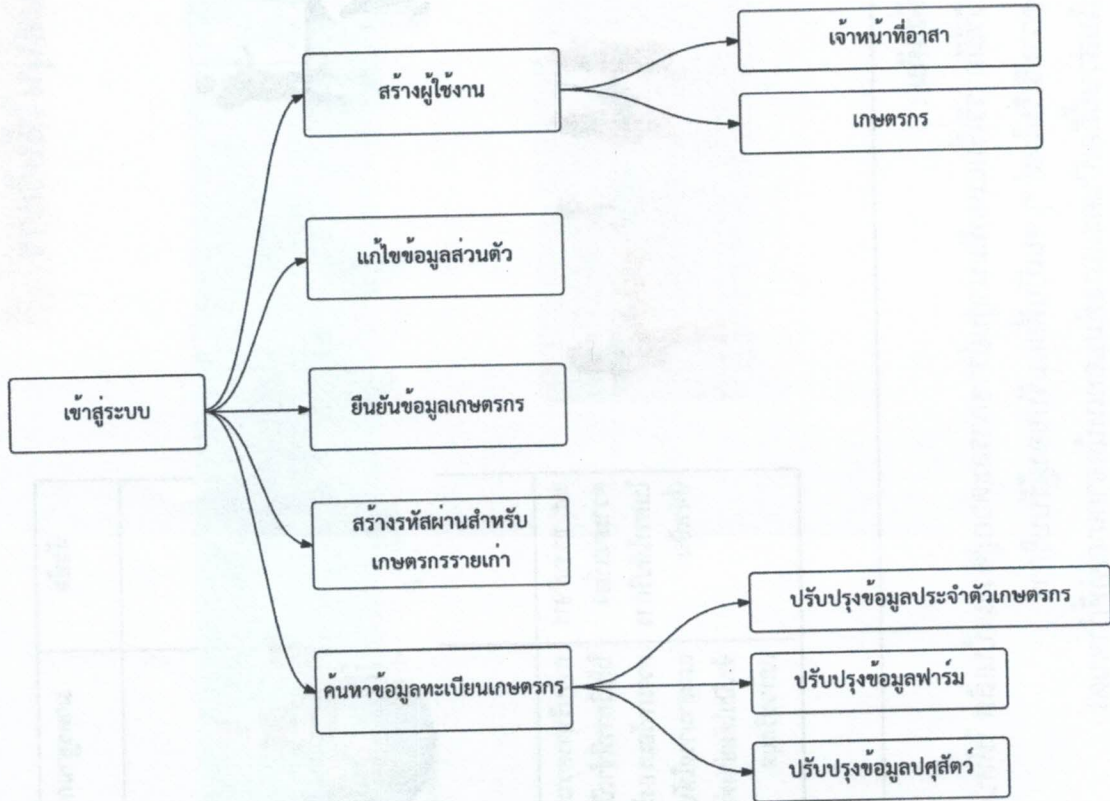 เจ้าหน้าที่อาสา
สร้างผู้ใช้งาน
เกษตรกร
แก้ไขข้อมูลส่วนตัว
เข้าสู่ระบบ
ยืนยันข้อมูลเกษตรกร
สร้างรหัสผ่านสำหรับ
เกษตรกรรายเก่า
ปรับปรุงข้อมูลประจำตัวเกษตรกร
ค้นหาข้อมูลทะเบียนเกษตรกร
ปรับปรุงข้อมูลฟาร์ม
ปรับปรุงข้อมูลปศุสัตว์